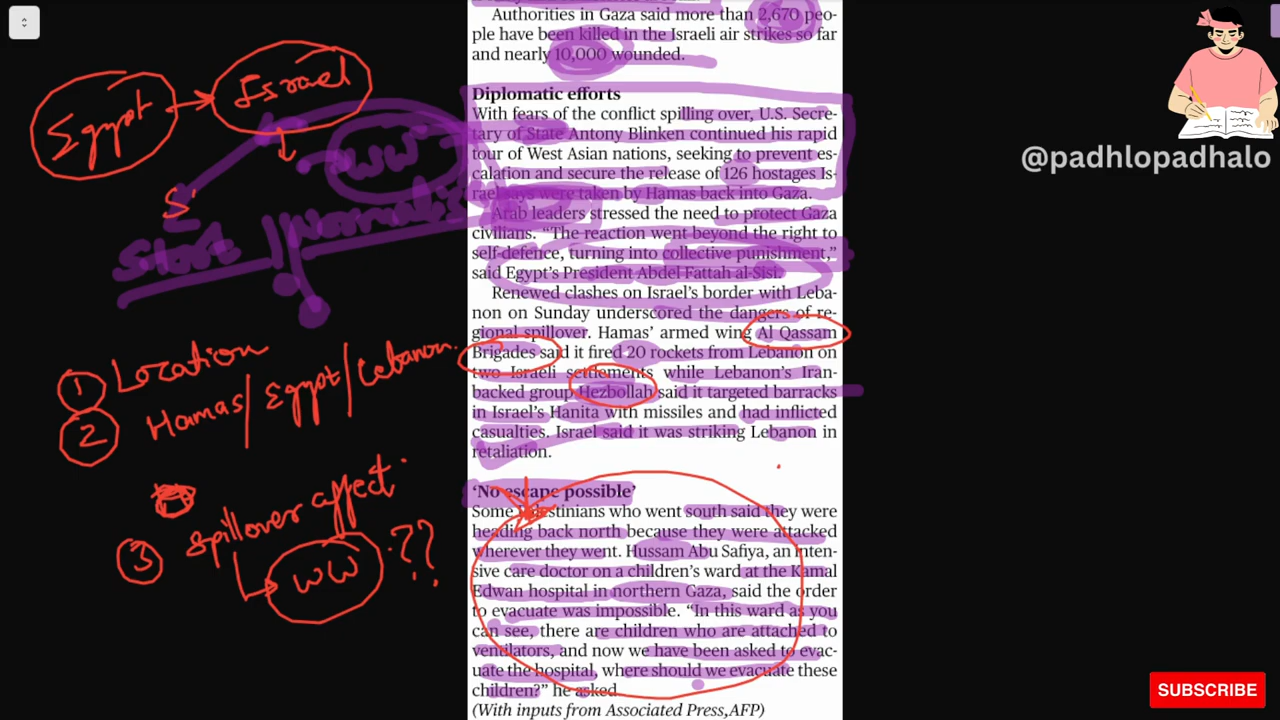 Authorities in Gaza said more than 2,670 peo-
ple have been killed in the Israeli air strikes so far
and nearly 10,000 wounded.
Diplomatic efforts
With fears of the conflict spilling over, U.S. Secre-
tary of State Antony Blinken continued his rapid
tour of West Asian nations, seeking to prevent es-
calation and secure the release of 126 hostages Is-
rael says were taken by Hamas back into Gaza.
Arab leaders stressed the need to protect Gaza
civilians. “The reaction went beyond the right to
self-defence, turning into collective punishment,”
said Egypt’s President Abdel Fattah al-Sisi.
Renewed clashes on Israel’s border with Leba-
non on Sunday underscored the dangers of re-
gional spillover. Hamas’ armed wing Al Qassam
Brigades said it fired 20 rockets from Lebanon on
two Israeli settlements while Lebanon’s Iran-
backed group Hezbollah said it targeted barracks
in Israel’s Hanita with missiles and had inflicted
casualties. Israel said it was striking Lebanon in
retaliation.
‘No escape possible’
Some Palestinians who went south said they were
heading back north because they were attacked
wherever they went. Hussam Abu Safiya, an inten-
sive care doctor on a children’s ward at the Kamal
Edwan hospital in northern Gaza, said the order
to evacuate was impossible. “In this ward as you
can see, there are children who are attached to
ventilators, and now we have been asked to evac-
uate the hospital, where should we evacuate these
children?” he asked.
(With inputs from Associated Press,AFP)
Egypt → Israel
WW
S
State
① Location
② Hamas/Egypt/Lebanon.
③ Spillover affect.
WW ??
@padhlopadhalo
SUBSCRIBE